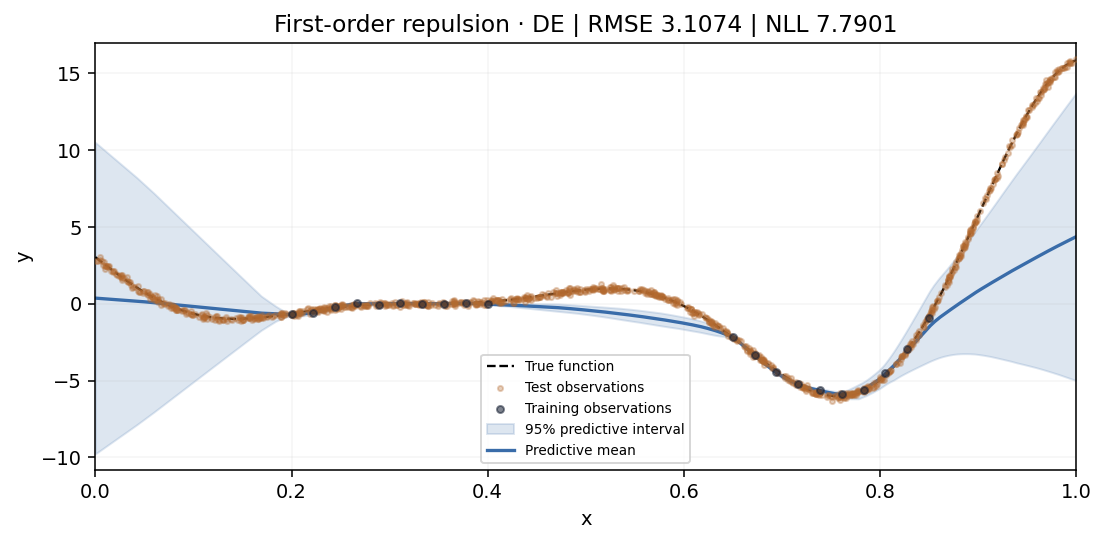 First-order repulsion · DE | RMSE 3.1074 | NLL 7.7901
15
10
5
0
−5
−10
y
True function
Test observations
Training observations
95% predictive interval
Predictive mean
0.0 0.2 0.4 0.6 0.8 1.0
x